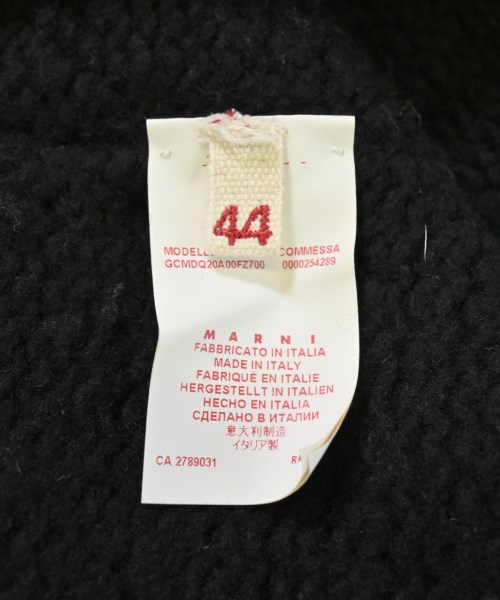 44
COMMESSA
GCMDQ20A00FZ700 0000254289
MARNI
FABBRICATO IN ITALIA
MADE IN ITALY
FABRIQUÉ EN ITALIE
HERGESTELLT IN ITALIEN
HECHO EN ITALIA
СДЕЛАНО В ИТАЛИИ
意大利制造
イタリア製
CA 2789031